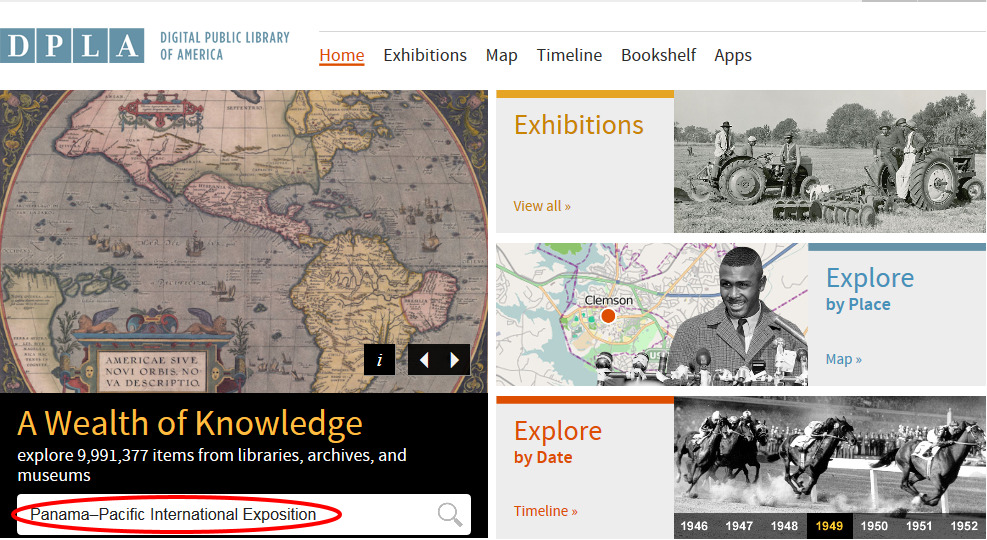 DPLA DIGITAL PUBLIC LIBRARY
OF AMERICA
Home Exhibitions Map Timeline Bookshelf Apps
AMERICAE SIVE
NOVI ORBIS, NO-
VA DESCRIPTIO.
i
A Wealth of Knowledge
explore 9,991,377 items from libraries, archives, and
museums
Panama–Pacific International Exposition
Exhibitions
View all »
Clemson
Explore
by Place
Map »
Explore
by Date
Timeline »
1946 1947 1948 1949 1950 1951 1952